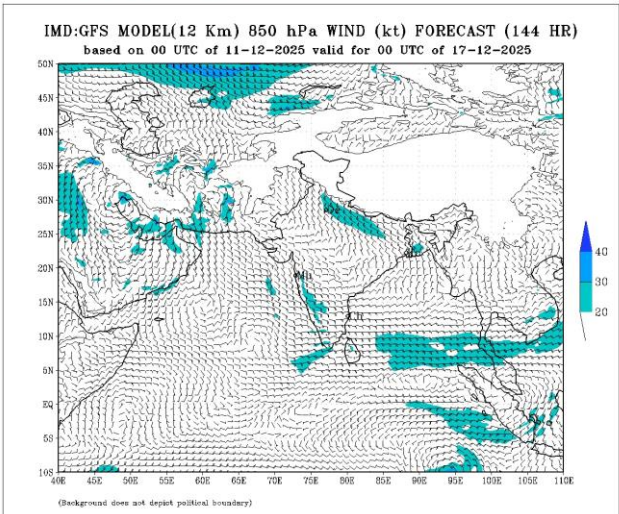 IMD:GFS MODEL(12 Km) 850 hPa WIND (kt) FORECAST (144 HR)
based on 00 UTC of 11-12-2025 valid for 00 UTC of 17-12-2025
50N
45N
40N
35N
30N
25N
20N
15N
10N
5N
EQ
5S
10S
40E 45E 50E 55E 60E 65E 70E 75E 80E 85E 90E 95E 100E 105E 110E
40
30
20
(Background does not depict political boundary)